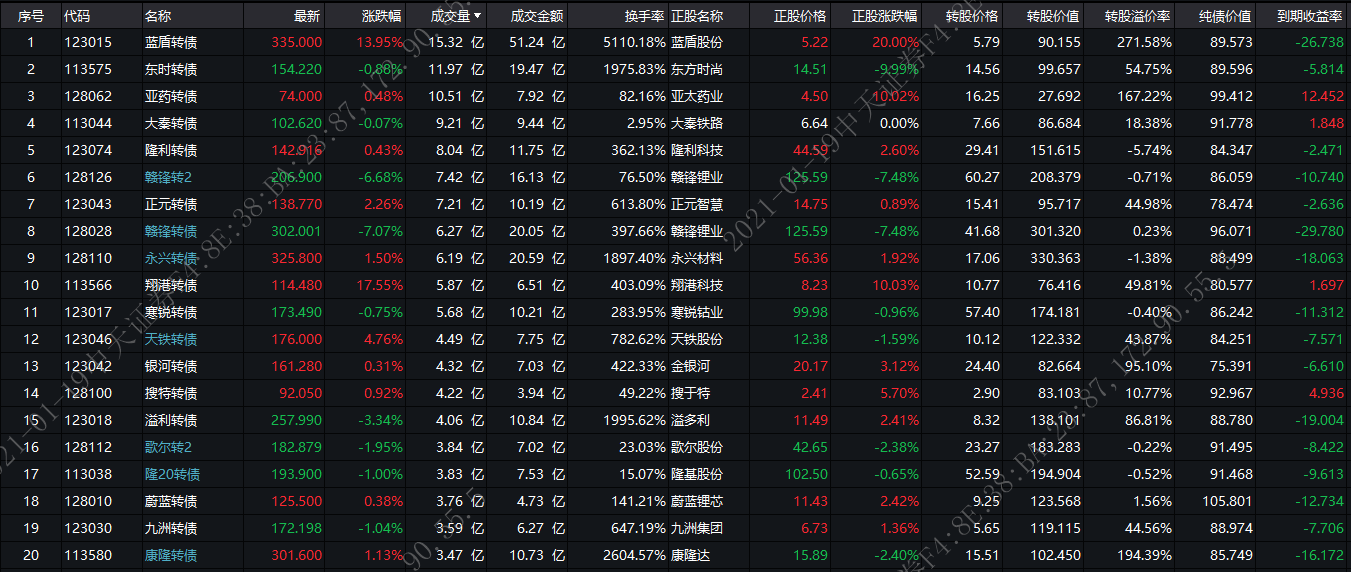 序号 代码 名称 最新 涨跌幅 成交量 成交金额 换手率 正股名称 正股价格 正股涨跌幅 转股价格 转股价值 转股溢价率 纯债价值 到期收益率
1 123015 蓝盾转债 335.000 13.95% 15.32 亿 51.24 亿 5110.18% 蓝盾股份 5.22 20.00% 5.79 90.155 271.58% 89.573 -26.738
2 113575 东时转债 154.220 -0.88% 11.97 亿 19.47 亿 1975.83% 东方时尚 14.51 -9.99% 14.56 99.657 54.75% 89.596 -5.814
3 128062 亚药转债 74.000 0.48% 10.51 亿 7.92 亿 82.16% 亚太药业 4.50 10.02% 16.25 27.692 167.22% 99.412 12.452
4 113044 大秦转债 102.620 -0.07% 9.21 亿 9.44 亿 2.95% 大秦铁路 6.64 0.00% 7.66 86.684 18.38% 91.778 1.848
5 123074 隆利转债 142.916 0.43% 8.04 亿 11.75 亿 362.13% 隆利科技 44.59 2.60% 29.41 151.615 -5.74% 84.347 -2.471
6 128126 赣锋转2 206.900 -6.68% 7.42 亿 16.13 亿 76.50% 赣锋锂业 125.59 -7.48% 60.27 208.379 -0.71% 86.059 -10.740
7 123043 正元转债 138.770 2.26% 7.21 亿 10.19 亿 613.80% 正元智慧 14.75 0.89% 15.41 95.717 44.98% 78.474 -2.636
8 128028 赣锋转债 302.001 -7.07% 6.27 亿 20.05 亿 397.66% 赣锋锂业 125.59 -7.48% 41.68 301.320 0.23% 96.071 -29.780
9 128110 永兴转债 325.800 1.50% 6.19 亿 20.59 亿 1897.40% 永兴材料 56.36 1.92% 17.06 330.363 -1.38% 88.499 -18.063
10 113566 翔港转债 114.480 17.55% 5.87 亿 6.51 亿 403.09% 翔港科技 8.23 10.03% 10.77 76.416 49.81% 80.577 1.697
11 123017 寒锐转债 173.490 -0.75% 5.68 亿 10.21 亿 283.95% 寒锐钴业 99.98 -0.96% 57.40 174.181 -0.40% 86.242 -11.312
12 123046 天铁转债 176.000 4.76% 4.49 亿 7.75 亿 782.62% 天铁股份 12.38 -1.59% 10.12 122.332 43.87% 84.251 -7.571
13 123042 银河转债 161.280 0.31% 4.32 亿 7.03 亿 422.33% 金银河 20.17 3.12% 24.40 82.664 95.10% 75.391 -6.610
14 128100 搜特转债 92.050 0.92% 4.22 亿 3.94 亿 49.22% 搜于特 2.41 5.70% 2.90 83.103 10.77% 92.967 4.936
15 123018 溢利转债 257.990 -3.34% 4.06 亿 10.84 亿 1995.62% 溢多利 11.49 2.41% 8.32 138.101 86.81% 88.780 -19.004
16 128112 歌尔转2 182.879 -1.95% 3.84 亿 7.02 亿 23.03% 歌尔股份 42.65 -2.38% 23.27 183.283 -0.22% 91.495 -8.422
17 113038 隆20转债 193.900 -1.00% 3.83 亿 7.53 亿 15.07% 隆基股份 102.50 -0.65% 52.59 194.904 -0.52% 91.468 -9.613
18 128010 蔚蓝转债 125.500 0.38% 3.76 亿 4.73 亿 141.21% 蔚蓝锂芯 11.43 2.42% 9.25 123.568 1.56% 105.801 -12.734
19 123030 九洲转债 172.198 -1.04% 3.59 亿 6.27 亿 647.19% 九洲集团 6.73 1.36% 5.65 119.115 44.56% 88.974 -7.706
20 113580 康隆转债 301.600 1.13% 3.47 亿 10.73 亿 2604.57% 康隆达 15.89 -2.40% 15.51 102.450 194.39% 85.749 -16.172